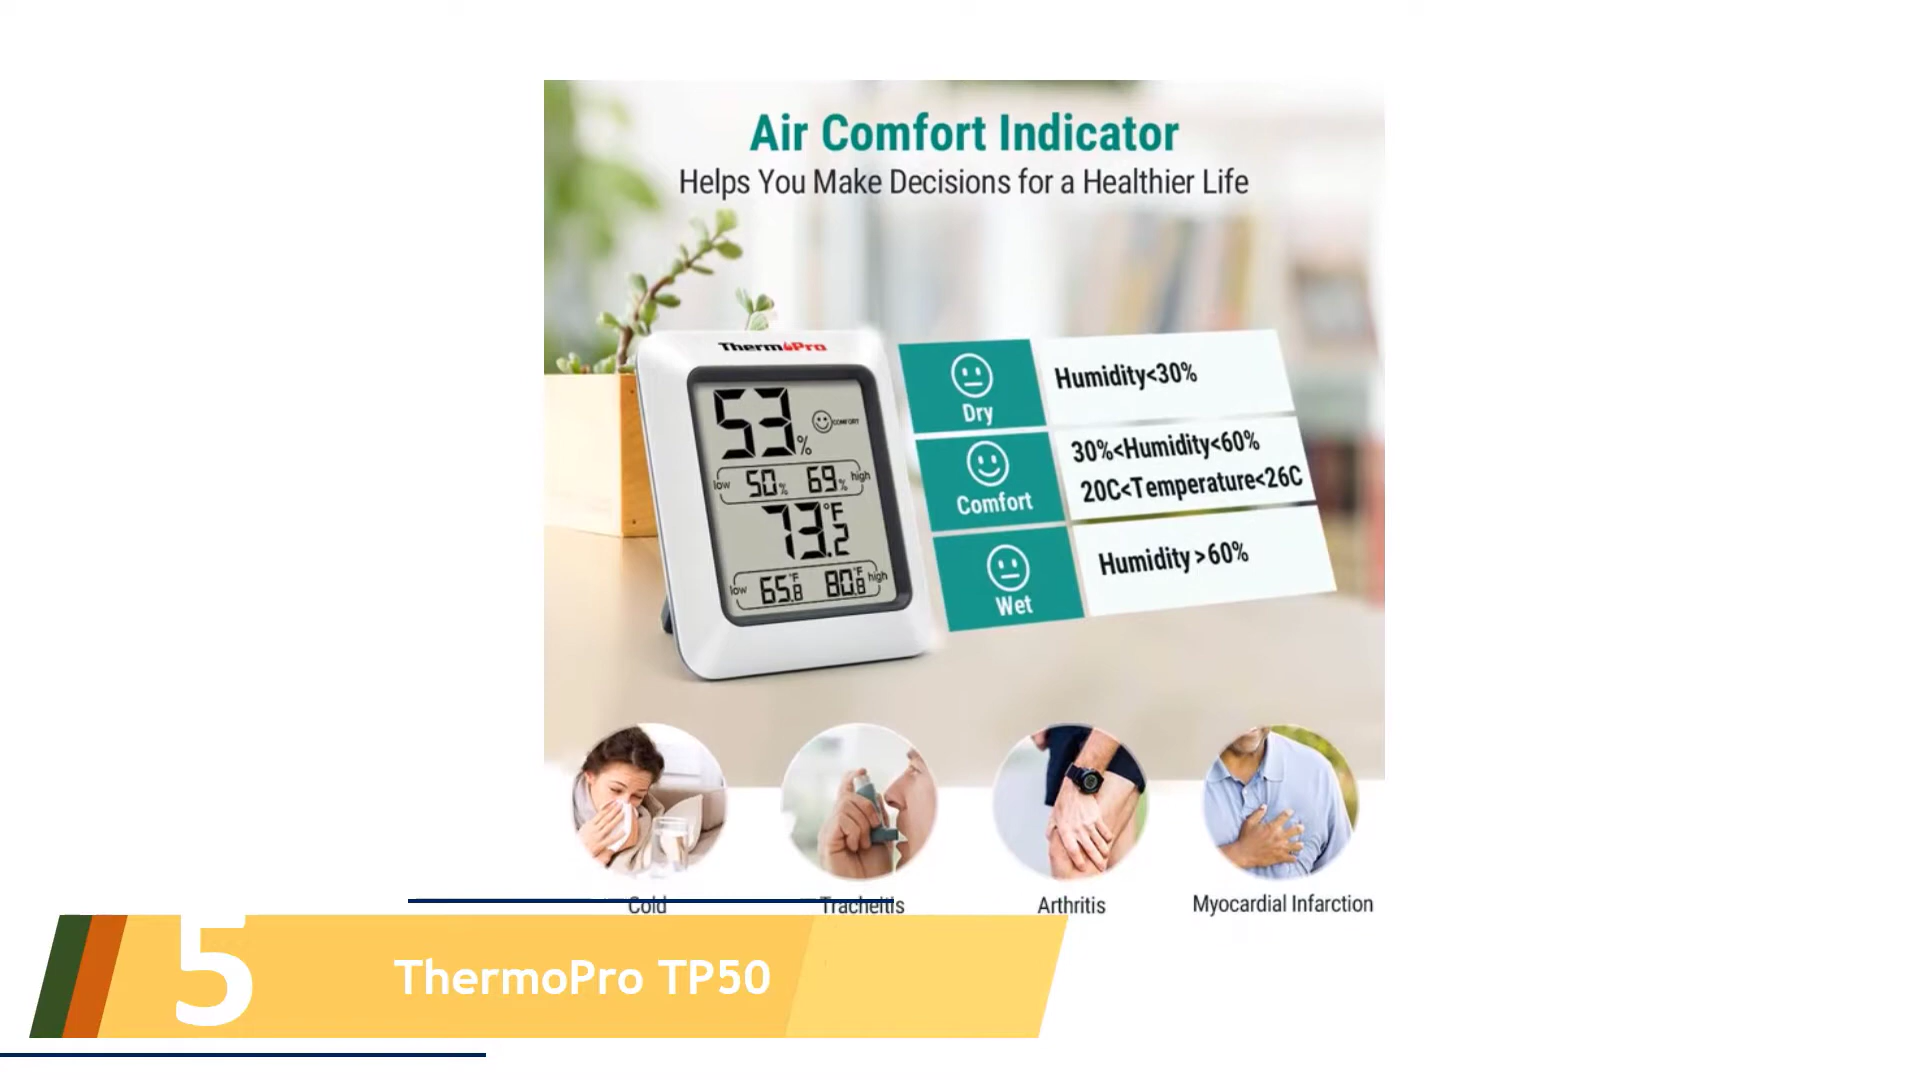 Air Comfort Indicator
Helps You Make Decisions for a Healthier Life
ThermoPro
53%
COMFORT
low 50% 69% high
73.2°F
low 65.8°F 80.8°F high
Dry
Humidity<30%
Comfort
30%<Humidity<60%
20C<Temperature<26C
Wet
Humidity>60%
Cold
Tracheitis
Arthritis
Myocardial Infarction
5
ThermoPro TP50